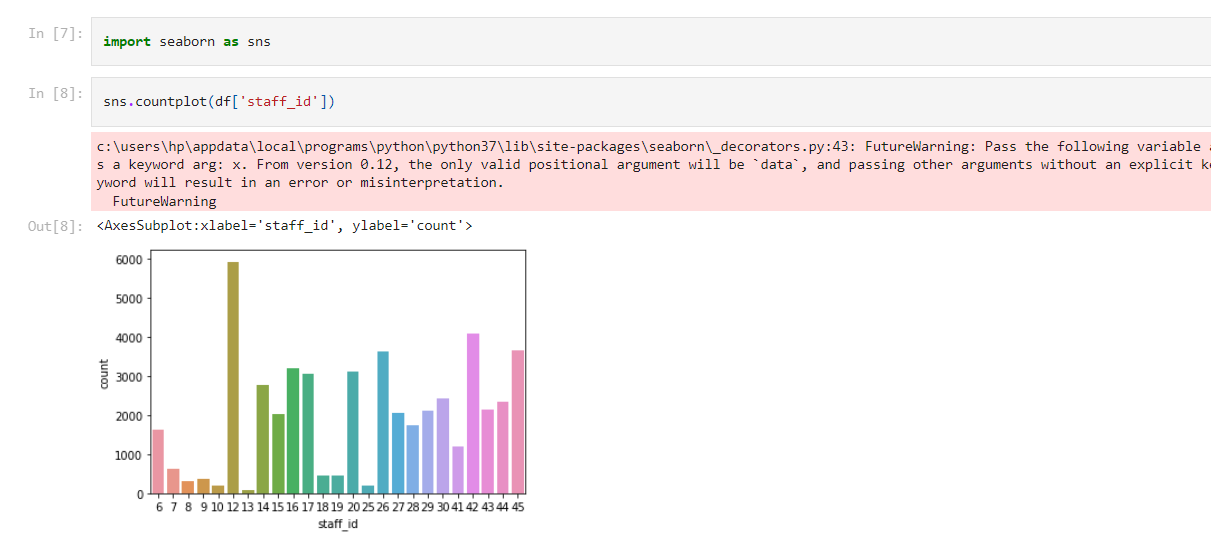 In [7]:
import seaborn as sns
In [8]:
sns.countplot(df['staff_id'])
c:\users\hp\appdata\local\programs\python\python37\lib\site-packages\seaborn\_decorators.py:43: FutureWarning: Pass the following variable
s a keyword arg: x. From version 0.12, the only valid positional argument will be `data`, and passing other arguments without an explicit
yword will result in an error or misinterpretation.
FutureWarning
Out[8]:
<AxesSubplot:xlabel='staff_id', ylabel='count'>
6000
5000
4000
3000
2000
1000
0
count
6 7 8 9 10 12 13 14 15 16 17 18 19 20 25 26 27 28 29 30 41 42 43 44 45
staff_id